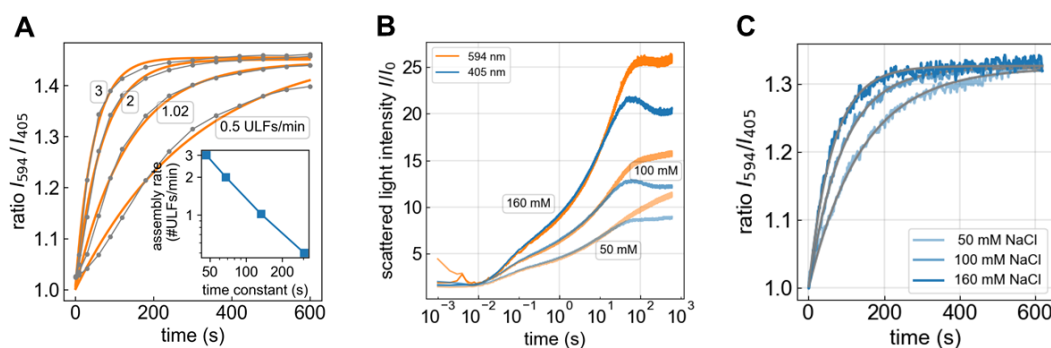 A
ratio I594/I405
1.4
1.3
1.2
1.1
1.0
3
2
1.02
0.5 ULFs/min
assembly rate
(#ULFs/min)
3
2
1
50
100
200
time constant (s)
0
200
400
600
time (s)
B
scattered light intensity I/I0
594 nm
405 nm
25
20
15
10
5
160 mM
100 mM
50 mM
10−3
10−2
10−1
100
101
102
103
time (s)
C
ratio I594/I405
1.3
1.2
1.1
1.0
50 mM NaCl
100 mM NaCl
160 mM NaCl
0
200
400
600
time (s)